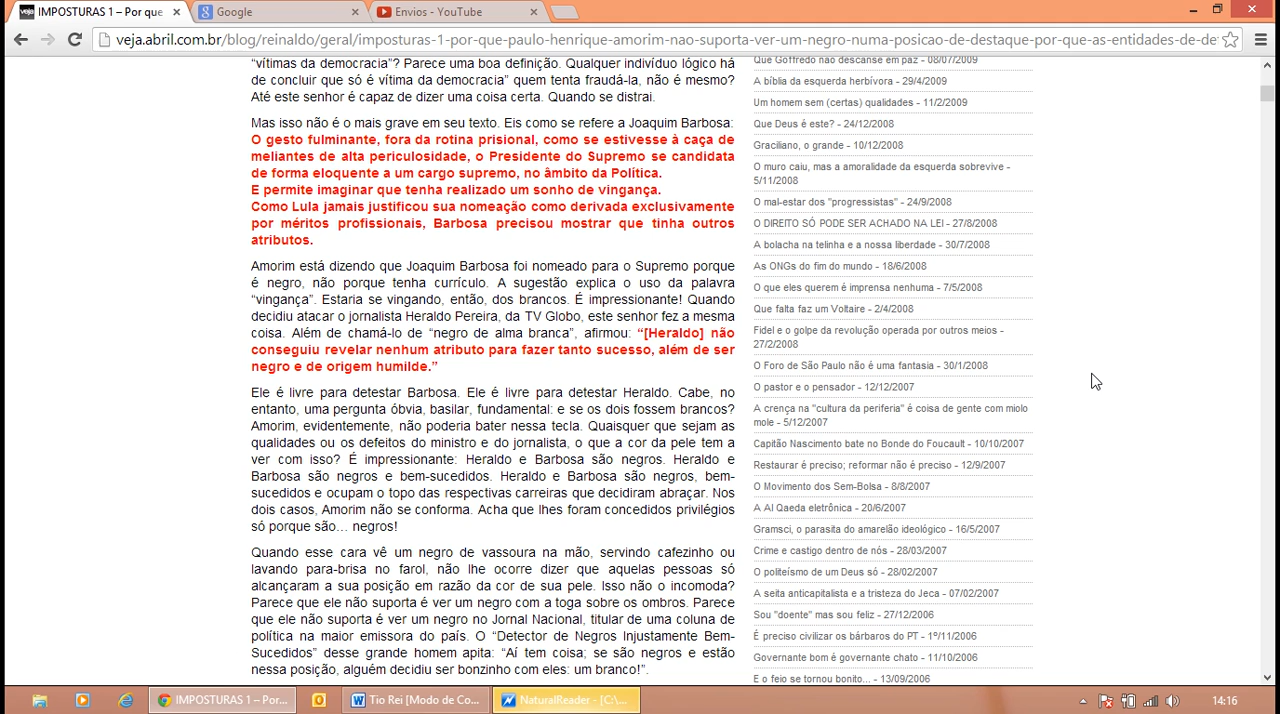 IMPOSTURAS 1 – Por que
Google
Envios - YouTube
veja.abril.com.br/blog/reinaldo/geral/imposturas-1-por-que-paulo-henrique-amorim-nao-suporta-ver-um-negro-numa-posicao-de-destaque-por-que-as-entidades-de-de
“vítimas da democracia”? Parece uma boa definição. Qualquer indivíduo lógico há
de concluir que só é vítima da democracia” quem tenta fraudá-la, não é mesmo?
Até este senhor é capaz de dizer uma coisa certa. Quando se distrai.
Mas isso não é o mais grave em seu texto. Eis como se refere a Joaquim Barbosa:
O gesto fulminante, fora da rotina prisional, como se estivesse à caça de
meliantes de alta periculosidade, o Presidente do Supremo se candidata
de forma eloquente a um cargo supremo, no âmbito da Política.
E permite imaginar que tenha realizado um sonho de vingança.
Como Lula jamais justificou sua nomeação como derivada exclusivamente
por méritos profissionais, Barbosa precisou mostrar que tinha outros
atributos.
Amorim está dizendo que Joaquim Barbosa foi nomeado para o Supremo porque
é negro, não porque tenha currículo. A sugestão explica o uso da palavra
“vingança”. Estaria se vingando, então, dos brancos. É impressionante! Quando
decidiu atacar o jornalista Heraldo Pereira, da TV Globo, este senhor fez a mesma
coisa. Além de chamá-lo de “negro de alma branca”, afirmou: “[Heraldo] não
conseguiu revelar nenhum atributo para fazer tanto sucesso, além de ser
negro e de origem humilde.”
Ele é livre para detestar Barbosa. Ele é livre para detestar Heraldo. Cabe, no
entanto, uma pergunta óbvia, basilar, fundamental: e se os dois fossem brancos?
Amorim, evidentemente, não poderia bater nessa tecla. Quaisquer que sejam as
qualidades ou os defeitos do ministro e do jornalista, o que a cor da pele tem a
ver com isso? É impressionante: Heraldo e Barbosa são negros. Heraldo e
Barbosa são negros e bem-sucedidos. Heraldo e Barbosa são negros, bem-
sucedidos e ocupam o topo das respectivas carreiras que decidiram abraçar. Nos
dois casos, Amorim não se conforma. Acha que lhes foram concedidos privilégios
só porque são… negros!
Quando esse cara vê um negro de vassoura na mão, servindo cafezinho ou
lavando para-brisa no farol, não lhe ocorre dizer que aquelas pessoas só
alcançaram a sua posição em razão da cor de sua pele. Isso não o incomoda?
Parece que ele não suporta é ver um negro com a toga sobre os ombros. Parece
que ele não suporta é ver um negro no Jornal Nacional, titular de uma coluna de
política na maior emissora do país. O “Detector de Negros Injustamente Bem-
Sucedidos” desse grande homem apita: “Aí tem coisa; se são negros e estão
nessa posição, alguém decidiu ser bonzinho com eles: um branco!”.
Que Goffredo não descanse em paz - 08/07/2009
A bíblia da esquerda herbívora - 29/4/2009
Um homem sem (certas) qualidades - 11/2/2009
Que Deus é este? - 24/12/2008
Graciliano, o grande - 10/12/2008
O muro caiu, mas a amoralidade da esquerda sobrevive -
5/11/2008
O mal-estar dos "progressistas" - 24/9/2008
O DIREITO SÓ PODE SER ACHADO NA LEI - 27/8/2008
A bolacha na telinha e a nossa liberdade - 30/7/2008
As ONGs do fim do mundo - 18/6/2008
O que eles querem é imprensa nenhuma - 7/5/2008
Que falta faz um Voltaire - 2/4/2008
Fidel e o golpe da revolução operada por outros meios -
27/2/2008
O Foro de São Paulo não é uma fantasia - 30/1/2008
O pastor e o pensador - 12/12/2007
A crença na "cultura da periferia" é coisa de gente com miolo
mole - 5/12/2007
Capitão Nascimento bate no Bonde do Foucault - 10/10/2007
Restaurar é preciso; reformar não é preciso - 12/9/2007
O Movimento dos Sem-Bolsa - 8/8/2007
A Al Qaeda eletrônica - 20/6/2007
Gramsci, o parasita do amarelão ideológico - 16/5/2007
Crime e castigo dentro de nós - 28/03/2007
O politeísmo de um Deus só - 28/02/2007
A seita anticapitalista e a tristeza do Jeca - 07/02/2007
Sou "doente" mas sou feliz - 27/12/2006
É preciso civilizar os bárbaros do PT - 1º/11/2006
Governante bom é governante chato - 11/10/2006
E o feio se tornou bonito... - 13/09/2006
IMPOSTURAS 1 – Por...
Tio Rei [Modo de Co...
NaturalReader - [C:\...
14:16